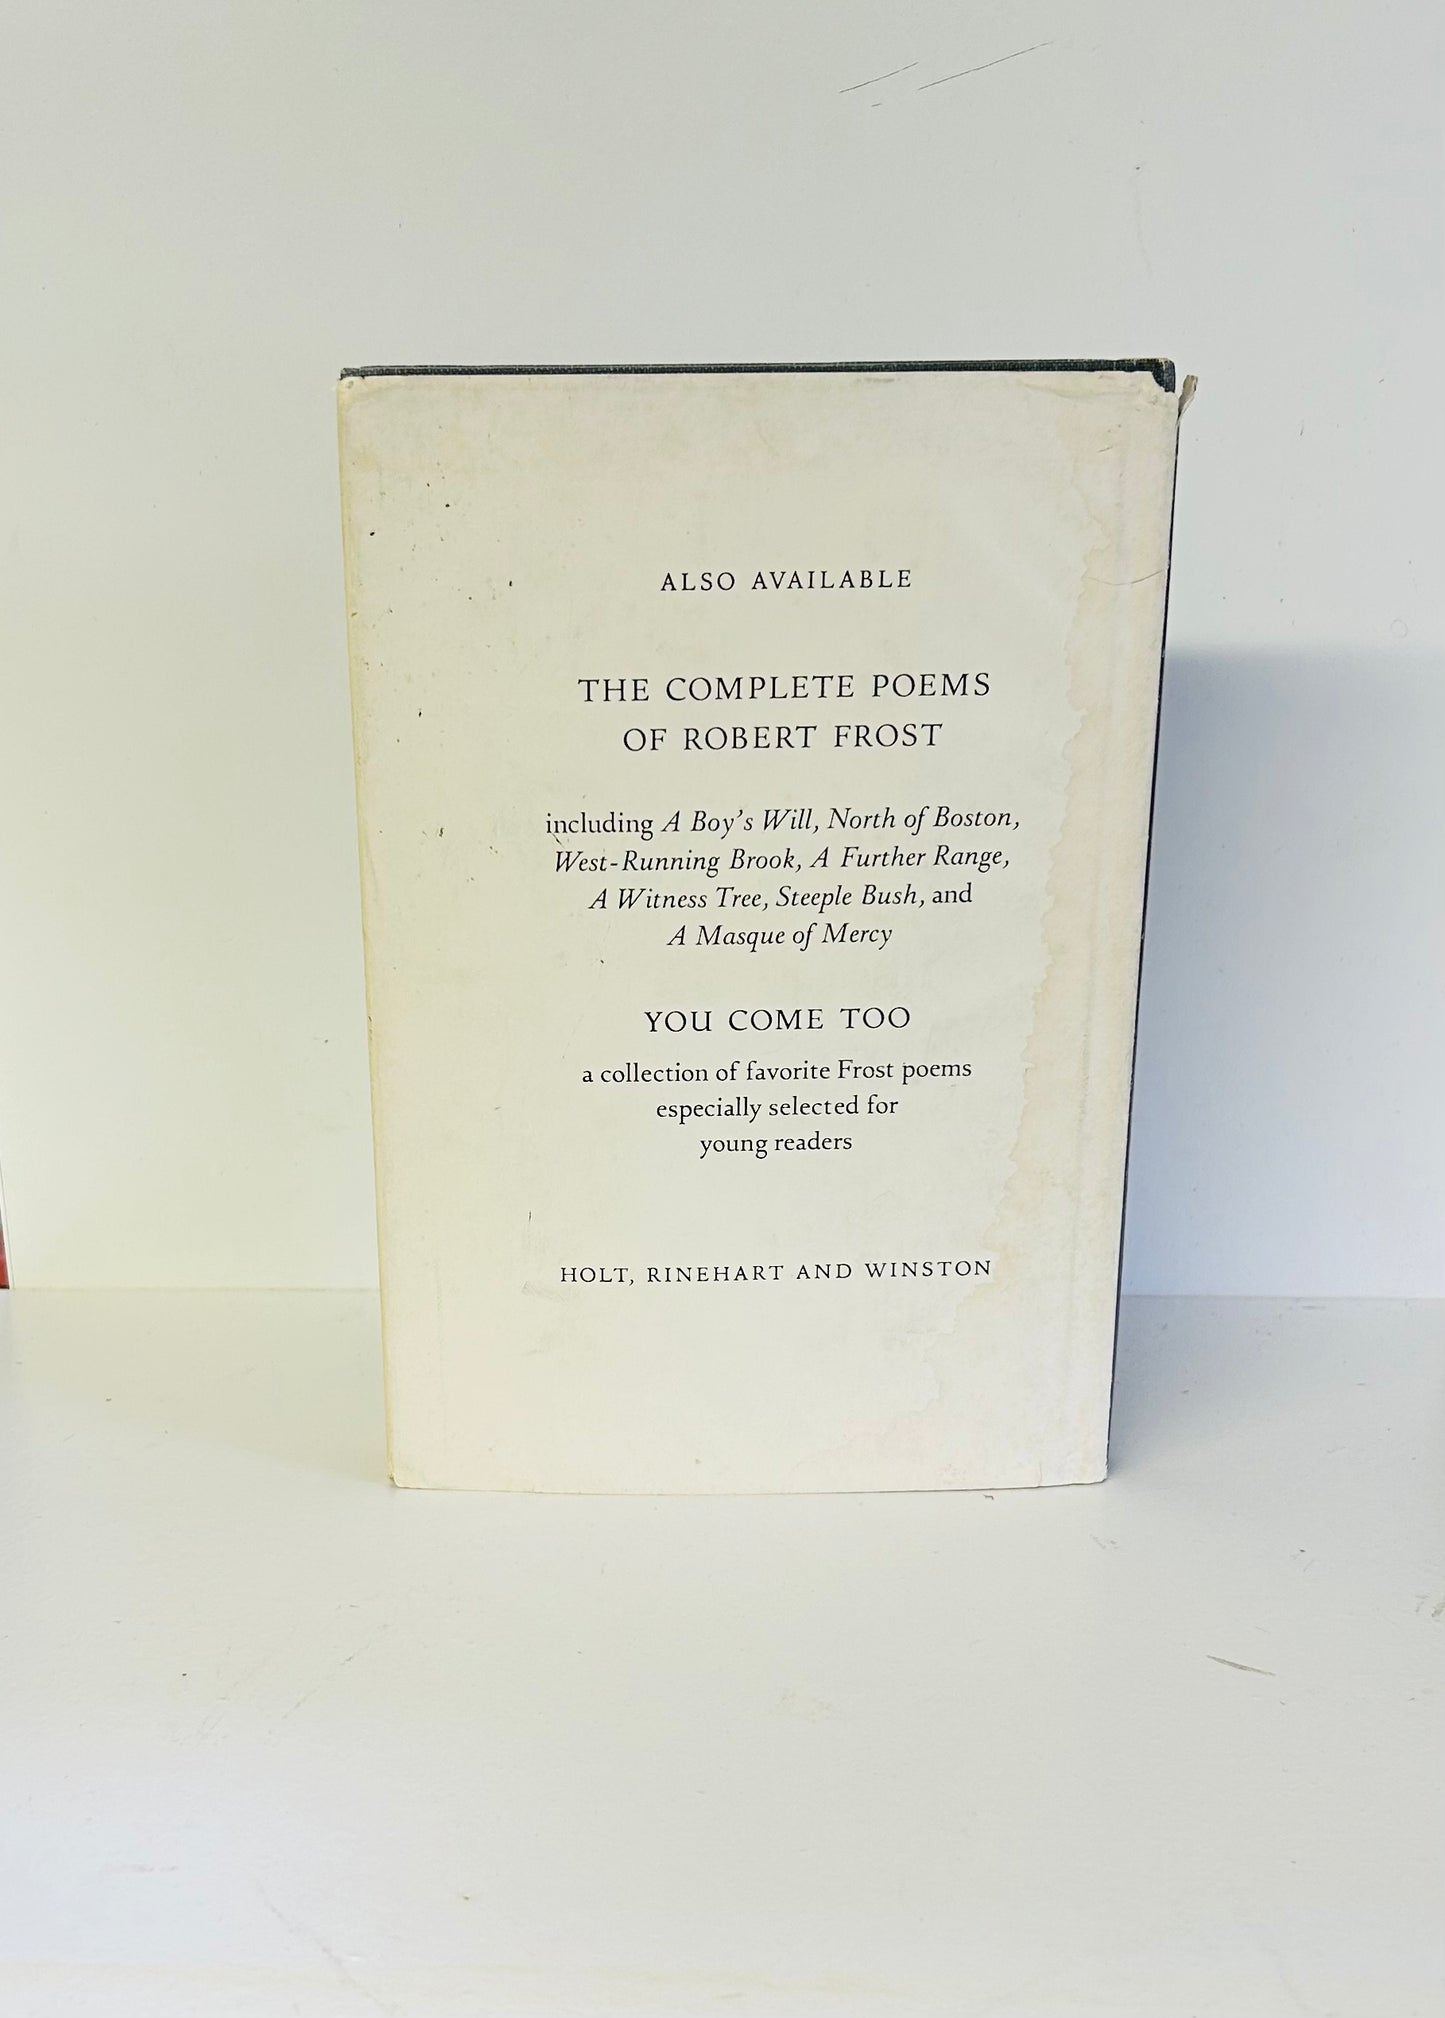 ALSO AVAILABLE
THE COMPLETE POEMS
OF ROBERT FROST
including A Boy's Will, North of Boston,
West-Running Brook, A Further Range,
A Witness Tree, Steeple Bush, and
A Masque of Mercy
YOU COME TOO
a collection of favorite Frost poems
especially selected for
young readers
HOLT, RINEHART AND WINSTON